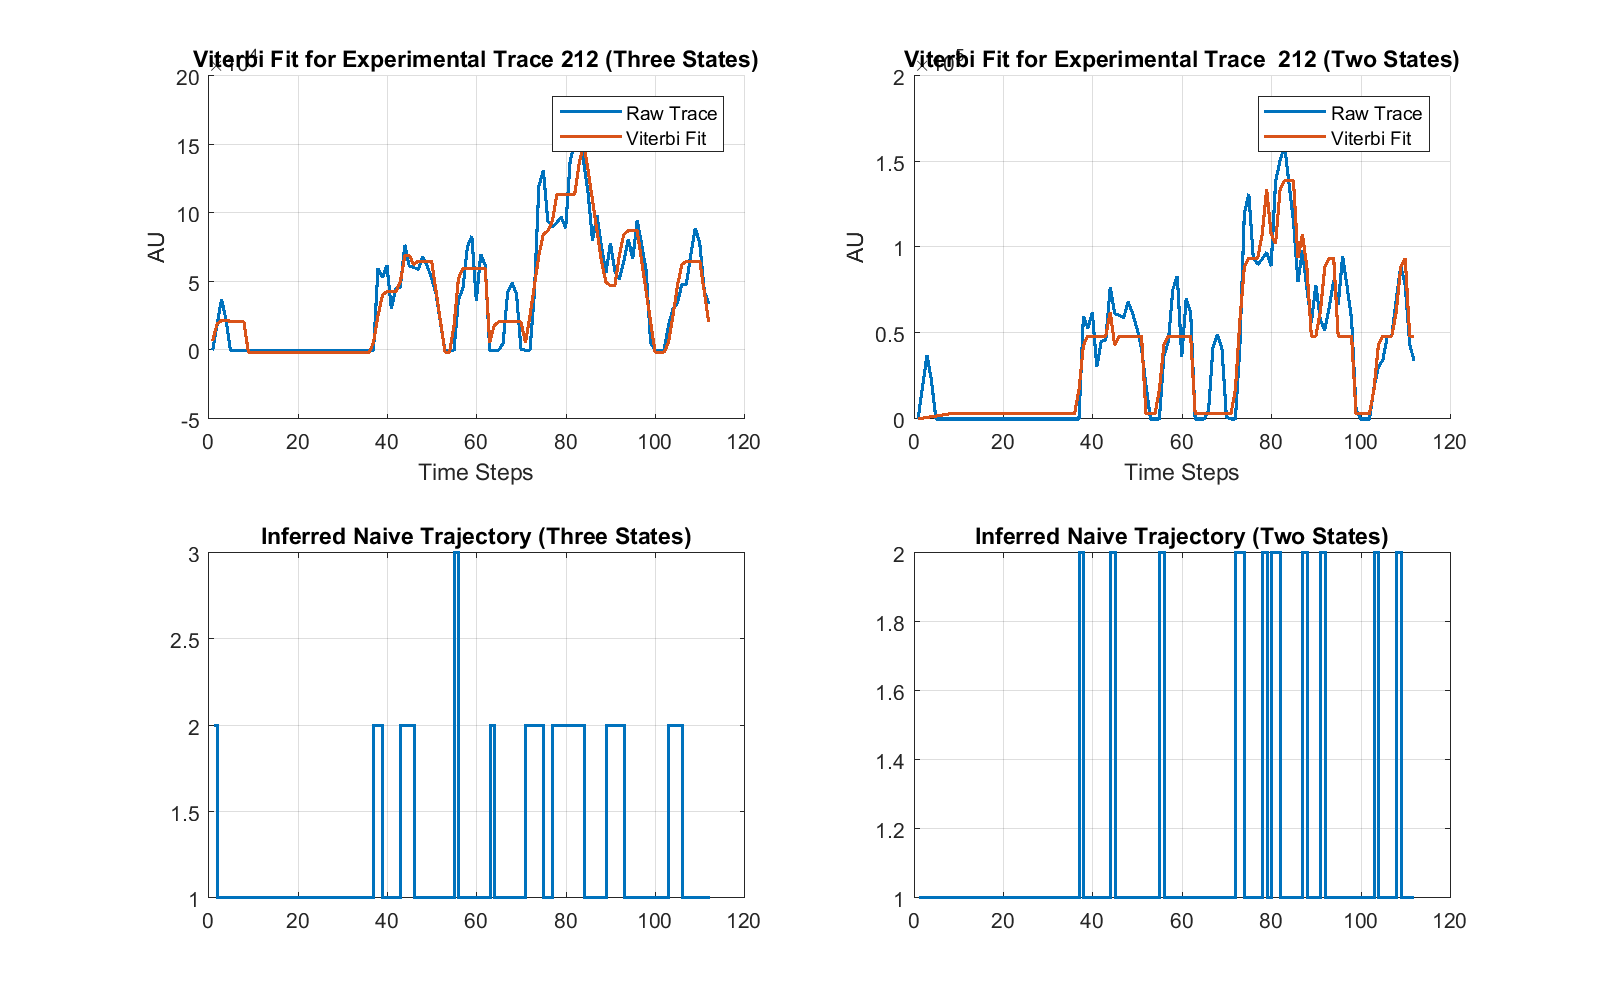 Viterbi Fit for Experimental Trace 212 (Three States)
×10^4
20
15
10
5
0
-5
AU
0 20 40 60 80 100 120
Time Steps
Raw Trace
Viterbi Fit
Viterbi Fit for Experimental Trace  212 (Two States)
×10^5
2
1.5
1
0.5
0
AU
0 20 40 60 80 100 120
Time Steps
Raw Trace
Viterbi Fit
Inferred Naive Trajectory (Three States)
3
2.5
2
1.5
1
0 20 40 60 80 100 120
Inferred Naive Trajectory (Two States)
2
1.8
1.6
1.4
1.2
1
0 20 40 60 80 100 120